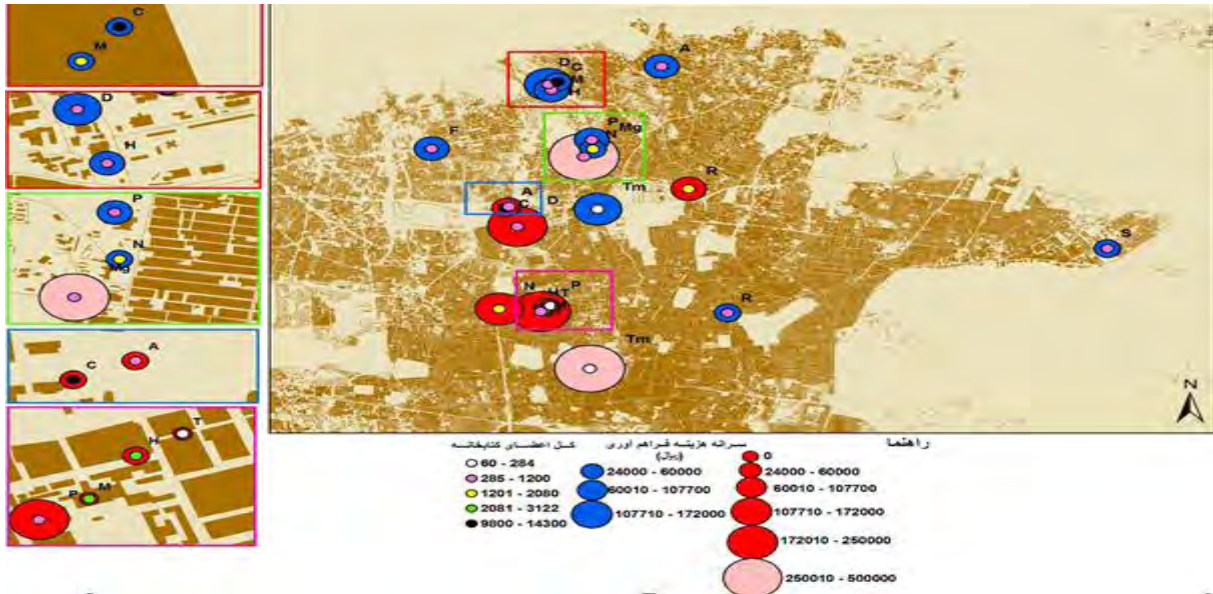 C
M
D
H
P
N
Mg
A
C
T
H
M
P
D
C
M
H
A
F
P
Mg
N
R
Tm
A
C
D
S
N
H
T
P
R
Tm
N
راهنما
سرانه هزینه فراهم آوری
(ریال)
کل اعضای کتابخانه
60 - 284
285 - 1200
1201 - 2080
2081 - 3122
9800 - 14300
24000 - 60000
60010 - 107700
107710 - 172000
0
24000 - 60000
60010 - 107700
107710 - 172000
172010 - 250000
250010 - 500000